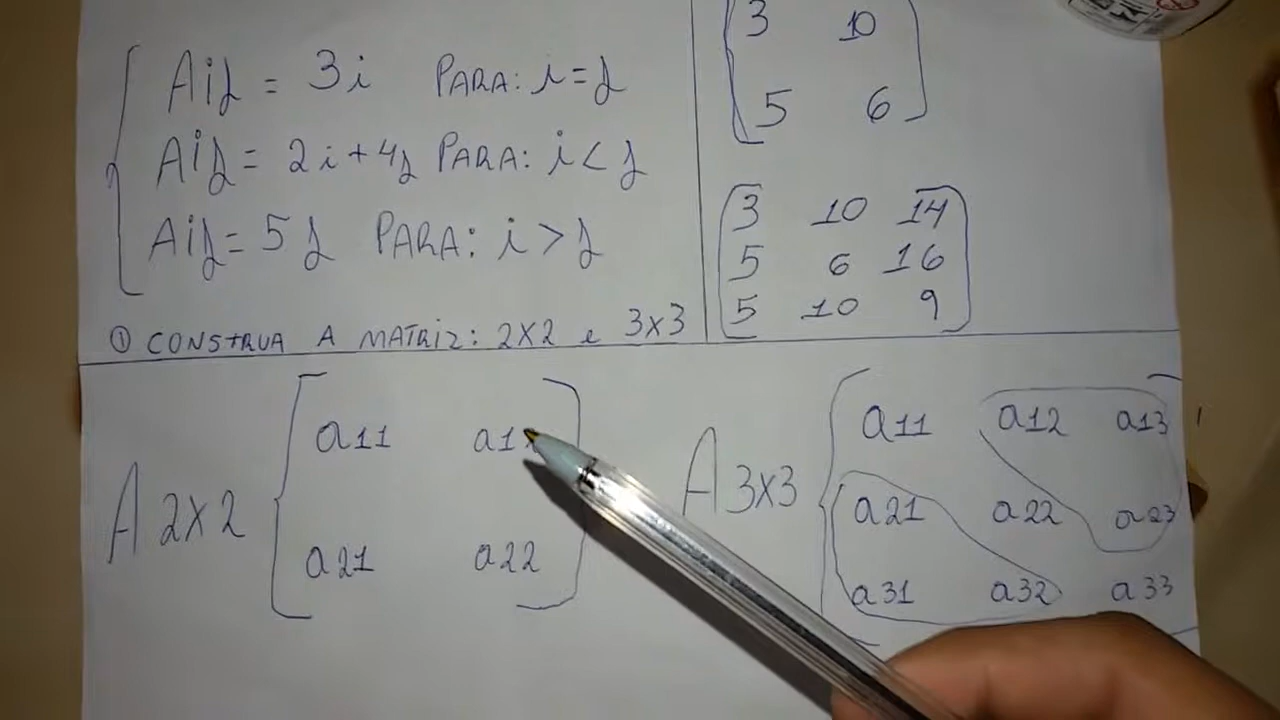 Aij = 3i PARA: i=j
Aij = 2i+4j PARA: i<j
Aij = 5j PARA: i>j
① CONSTRUA A MATRIZ: 2X2 e 3X3
3 10
5 6
3 10 14
5 6 16
5 10 9
A 2X2
a11
a21 a22
A 3X3
a11 a12 a13
a21 a22 a23
a31 a32 a33